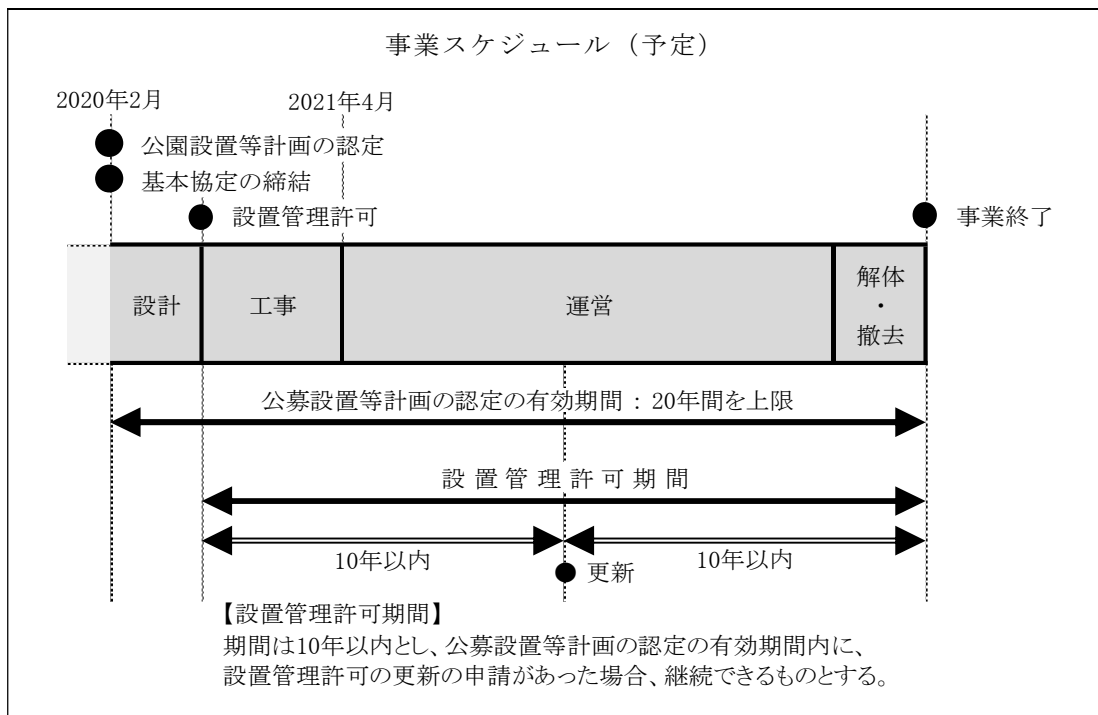 事業スケジュール（予定）
2020年2月
2021年4月
公園設置等計画の認定
基本協定の締結
設置管理許可
事業終了
設計
工事
運営
解体
・
撤去
公募設置等計画の認定の有効期間：20年間を上限
設置管理許可期間
10年以内
10年以内
更新
【設置管理許可期間】
期間は10年以内とし、公募設置等計画の認定の有効期間内に、
設置管理許可の更新の申請があった場合、継続できるものとする。